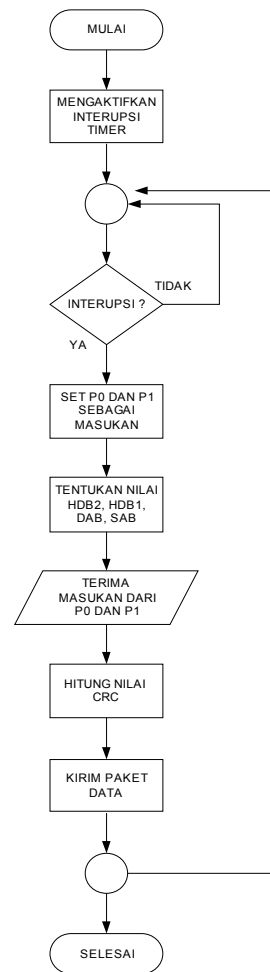 MULAI
MENGAKTIFKAN
INTERUPSI
TIMER
INTERUPSI ?
TIDAK
YA
SET P0 DAN P1
SEBAGAI
MASUKAN
TENTUKAN NILAI
HDB2, HDB1,
DAB, SAB
TERIMA
MASUKAN DARI
P0 DAN P1
HITUNG NILAI
CRC
KIRIM PAKET
DATA
SELESAI